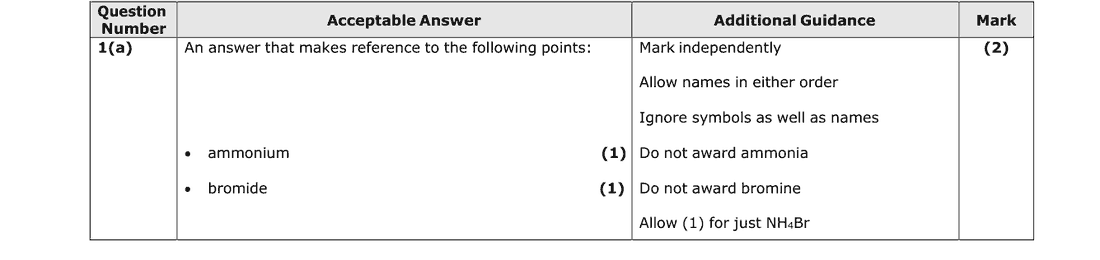 Question Number Acceptable Answer Additional Guidance Mark
1(a) An answer that makes reference to the following points: Mark independently (2)
Allow names in either order
Ignore symbols as well as names
• ammonium (1) Do not award ammonia
• bromide (1) Do not award bromine
Allow (1) for just NH₄Br